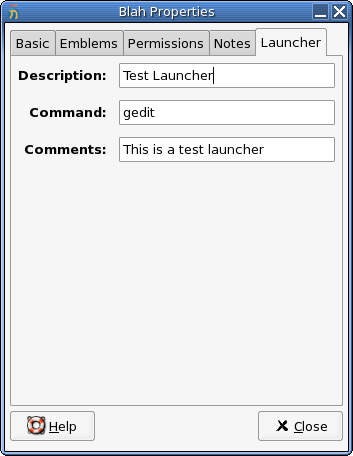 Blah Properties
Basic Emblems Permissions Notes Launcher
Description: Test Launcher
Command: gedit
Comments: This is a test launcher
Help Close